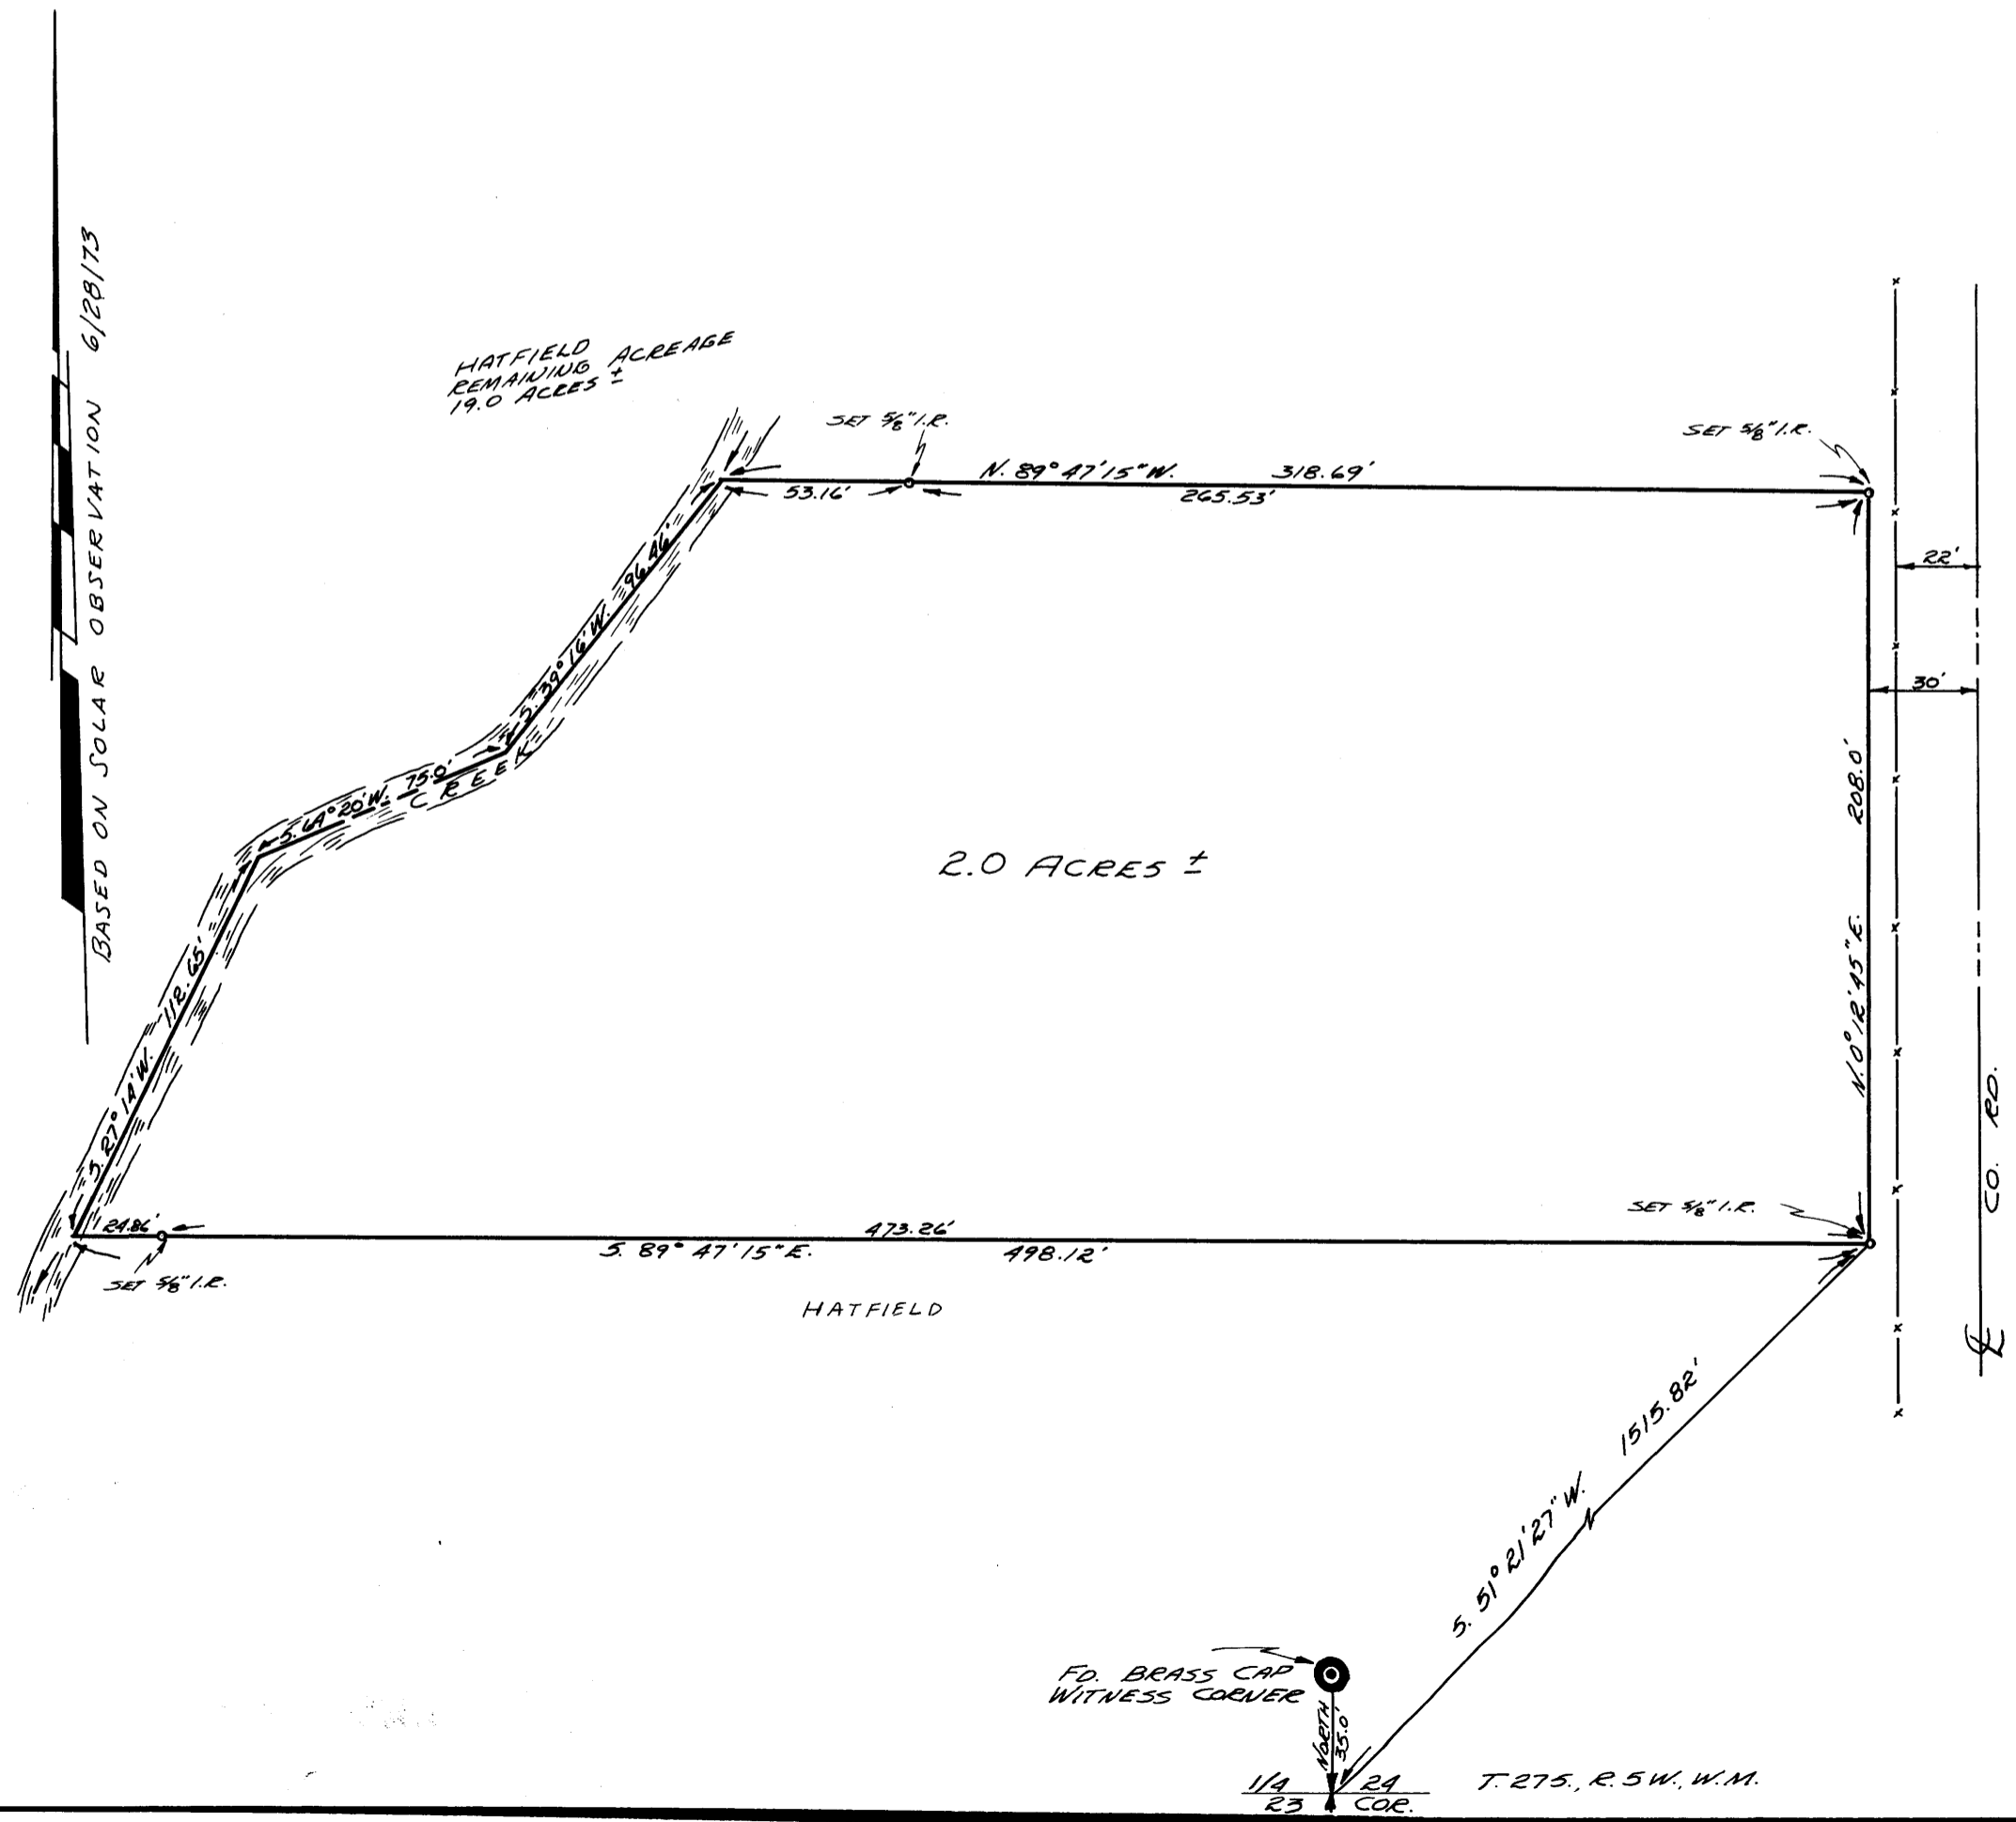 BASED ON SOLAR OBSERVATION 6/28/73
HATFIELD
REMAINING ACREAGE
19.0 ACRES ±
SET 5/8" I.R.
SET 5/8" I.R.
N. 89° 47' 15" W. 318.69'
53.16'
265.53'
22'
30'
S. 39° 16' W. 96.46'
S. 64° 20' W. 75.0'
CREEK
S. 27° 14' W. 112.65'
2.0 ACRES ±
N. 0° 12' 45" E. 208.0'
CO. RD.
℄
24.86'
473.26'
SET 5/8" I.R.
S. 89° 47' 15" E. 498.12'
SET 5/8" I.R.
HATFIELD
S. 51° 21' 27" W. 1515.82'
FD. BRASS CAP
WITNESS CORNER
NORTH
35.0'
1/4 24
23 COR.
T. 27S., R. 5W., W.M.